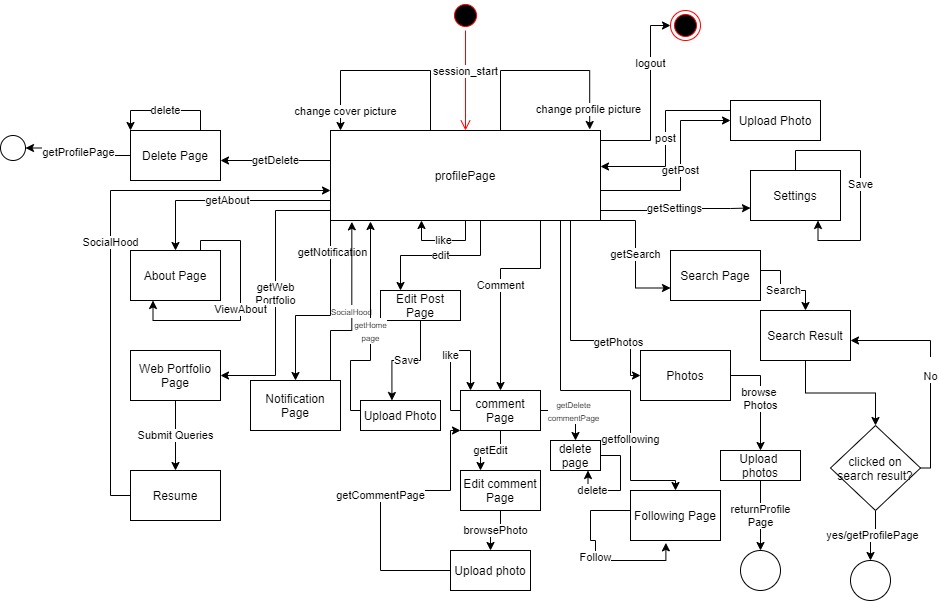 session_start
logout
change cover picture
change profile picture
delete
Upload Photo
post
getProfilePage
Delete Page
getDelete
profilePage
getPost
Settings
Save
getAbout
getSettings
SocialHood
like
getNotification
edit
getSearch
About Page
Search Page
Comment
getWeb
Portfolio
Search
ViewAbout
Edit Post
Page
SocialHood
getHome
page
Search Result
getPhotos
like
Save
Web Portfolio
Page
Photos
No
Notification
Page
browse
Photos
Upload Photo
comment
Page
getDelete
commentPage
Submit Queries
getfollowing
getEdit
delete
page
Upload
photos
clicked on
search result?
Resume
getCommentPage
Edit comment
Page
delete
returnProfile
Page
Following Page
browsePhoto
yes/getProfilePage
Follow
Upload photo